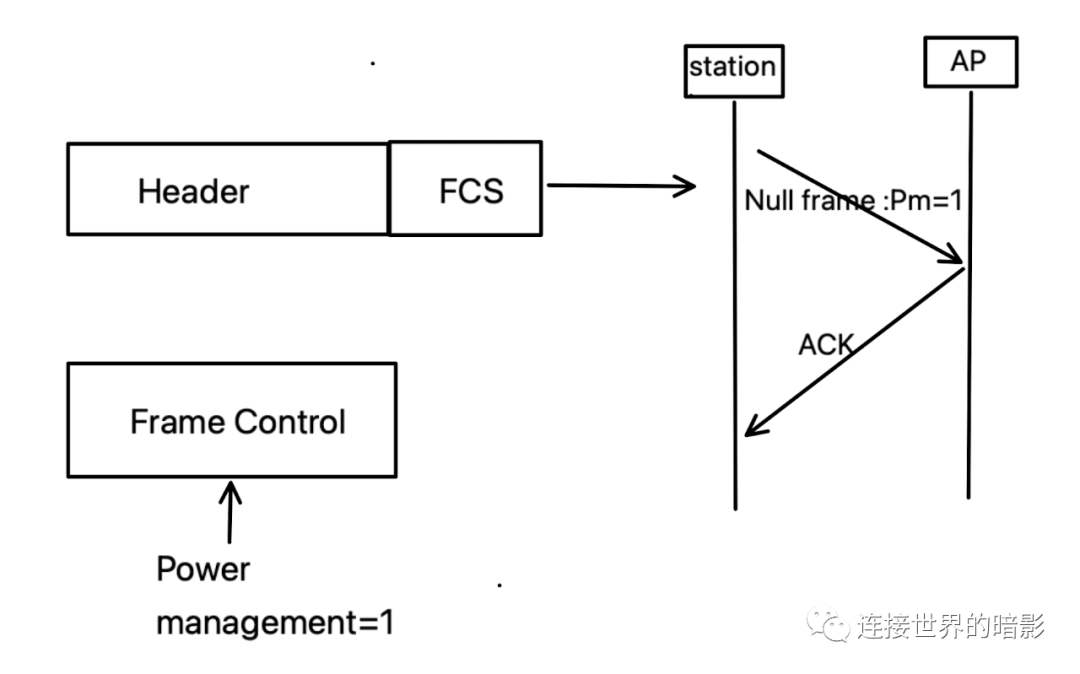 station
AP
Header
FCS
Null frame :Pm=1
ACK
Frame Control
Power
management=1
连接世界的暗影